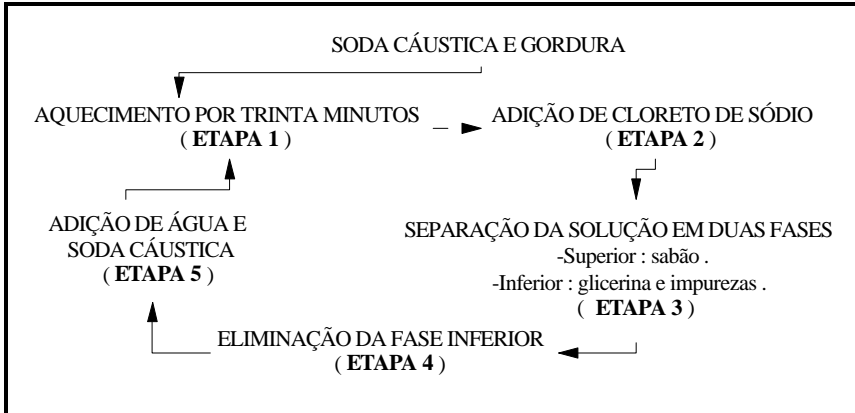 SODA CÁUSTICA E GORDURA
AQUECIMENTO POR TRINTA MINUTOS
( ETAPA 1 )
ADIÇÃO DE CLORETO DE SÓDIO
( ETAPA 2 )
SEPARAÇÃO DA SOLUÇÃO EM DUAS FASES
-Superior : sabão .
-Inferior : glicerina e impurezas .
( ETAPA 3 )
ELIMINAÇÃO DA FASE INFERIOR
( ETAPA 4 )
ADIÇÃO DE ÁGUA E
SODA CÁUSTICA
( ETAPA 5 )